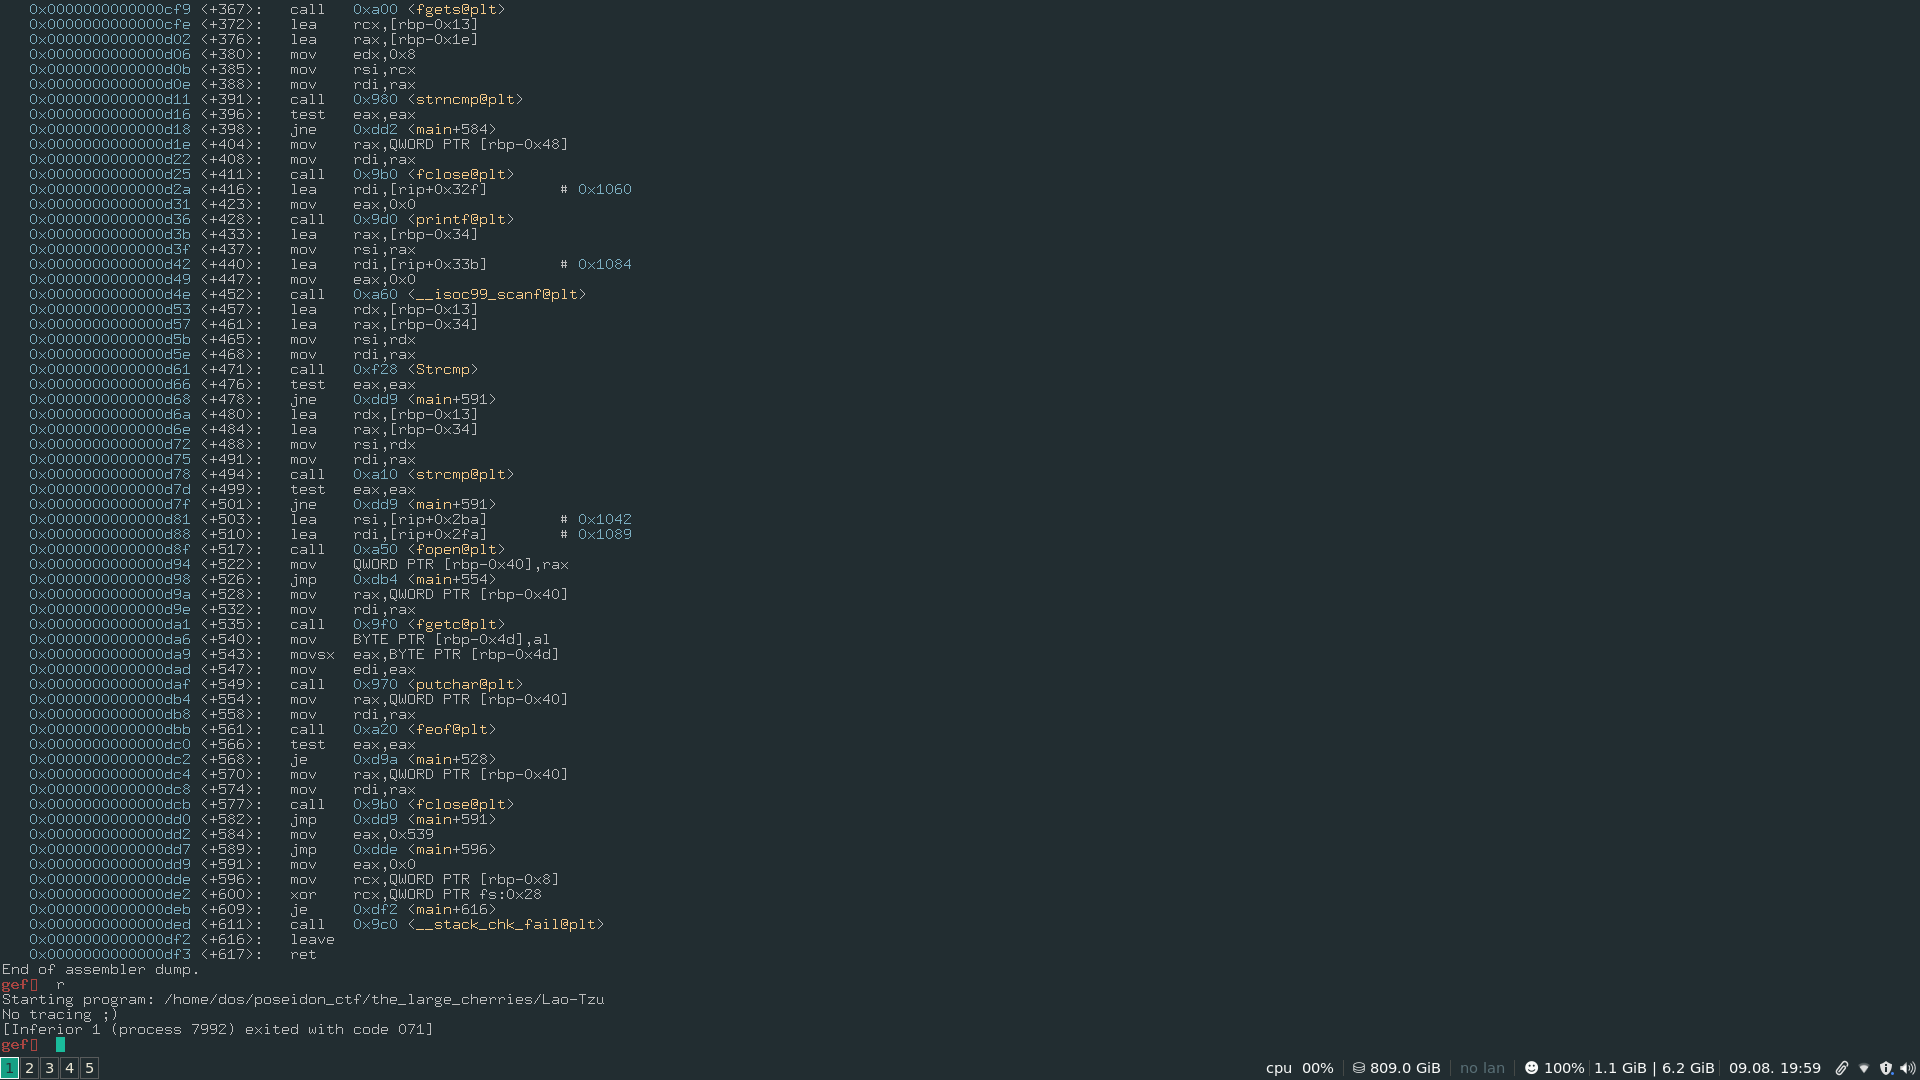 0x0000000000000cf9 <+367>: call 0xa00 <fgets@plt>
0x0000000000000cfe <+372>: lea rcx,[rbp-0x13]
0x0000000000000d02 <+376>: lea rax,[rbp-0x1e]
0x0000000000000d06 <+380>: mov edx,0x8
0x0000000000000d0b <+385>: mov rsi,rcx
0x0000000000000d0e <+388>: mov rdi,rax
0x0000000000000d11 <+391>: call 0x980 <strncmp@plt>
0x0000000000000d16 <+396>: test eax,eax
0x0000000000000d18 <+398>: jne 0xdd2 <main+584>
0x0000000000000d1e <+404>: mov rax,QWORD PTR [rbp-0x48]
0x0000000000000d22 <+408>: mov rdi,rax
0x0000000000000d25 <+411>: call 0x9b0 <fclose@plt>
0x0000000000000d2a <+416>: lea rdi,[rip+0x32f] # 0x1060
0x0000000000000d31 <+423>: mov eax,0x0
0x0000000000000d36 <+428>: call 0x9d0 <printf@plt>
0x0000000000000d3b <+433>: lea rax,[rbp-0x34]
0x0000000000000d3f <+437>: mov rsi,rax
0x0000000000000d42 <+440>: lea rdi,[rip+0x33b] # 0x1084
0x0000000000000d49 <+447>: mov eax,0x0
0x0000000000000d4e <+452>: call 0xa60 <__isoc99_scanf@plt>
0x0000000000000d53 <+457>: lea rdx,[rbp-0x13]
0x0000000000000d57 <+461>: lea rax,[rbp-0x34]
0x0000000000000d5b <+465>: mov rsi,rdx
0x0000000000000d5e <+468>: mov rdi,rax
0x0000000000000d61 <+471>: call 0xf28 <Strcmp>
0x0000000000000d66 <+476>: test eax,eax
0x0000000000000d68 <+478>: jne 0xdd9 <main+591>
0x0000000000000d6a <+480>: lea rdx,[rbp-0x13]
0x0000000000000d6e <+484>: lea rax,[rbp-0x34]
0x0000000000000d72 <+488>: mov rsi,rdx
0x0000000000000d75 <+491>: mov rdi,rax
0x0000000000000d78 <+494>: call 0xa10 <strcmp@plt>
0x0000000000000d7d <+499>: test eax,eax
0x0000000000000d7f <+501>: jne 0xdd9 <main+591>
0x0000000000000d81 <+503>: lea rsi,[rip+0x2ba] # 0x1042
0x0000000000000d88 <+510>: lea rdi,[rip+0x2fa] # 0x1089
0x0000000000000d8f <+517>: call 0xa50 <fopen@plt>
0x0000000000000d94 <+522>: mov QWORD PTR [rbp-0x40],rax
0x0000000000000d98 <+526>: jmp 0xdb4 <main+554>
0x0000000000000d9a <+528>: mov rax,QWORD PTR [rbp-0x40]
0x0000000000000d9e <+532>: mov rdi,rax
0x0000000000000da1 <+535>: call 0x9f0 <fgetc@plt>
0x0000000000000da6 <+540>: mov BYTE PTR [rbp-0x4d],al
0x0000000000000da9 <+543>: movsx eax,BYTE PTR [rbp-0x4d]
0x0000000000000dad <+547>: mov edi,eax
0x0000000000000daf <+549>: call 0x970 <putchar@plt>
0x0000000000000db4 <+554>: mov rax,QWORD PTR [rbp-0x40]
0x0000000000000db8 <+558>: mov rdi,rax
0x0000000000000dbb <+561>: call 0xa20 <feof@plt>
0x0000000000000dc0 <+566>: test eax,eax
0x0000000000000dc2 <+568>: je 0xd9a <main+528>
0x0000000000000dc4 <+570>: mov rax,QWORD PTR [rbp-0x40]
0x0000000000000dc8 <+574>: mov rdi,rax
0x0000000000000dcb <+577>: call 0x9b0 <fclose@plt>
0x0000000000000dd0 <+582>: jmp 0xdd9 <main+591>
0x0000000000000dd2 <+584>: mov eax,0x539
0x0000000000000dd7 <+589>: jmp 0xdde <main+596>
0x0000000000000dd9 <+591>: mov eax,0x0
0x0000000000000dde <+596>: mov rcx,QWORD PTR [rbp-0x8]
0x0000000000000de2 <+600>: xor rcx,QWORD PTR fs:0x28
0x0000000000000deb <+609>: je 0xdf2 <main+616>
0x0000000000000ded <+611>: call 0x9c0 <__stack_chk_fail@plt>
0x0000000000000df2 <+616>: leave
0x0000000000000df3 <+617>: ret
End of assembler dump.
gef▯ r
Starting program: /home/dos/poseidon_ctf/the_large_cherries/Lao-Tzu
No tracing ;)
[Inferior 1 (process 7992) exited with code 071]
gef▯
1 2 3 4 5 cpu 00% 809.0 GiB no lan 100% 1.1 GiB | 6.2 GiB 09.08. 19:59